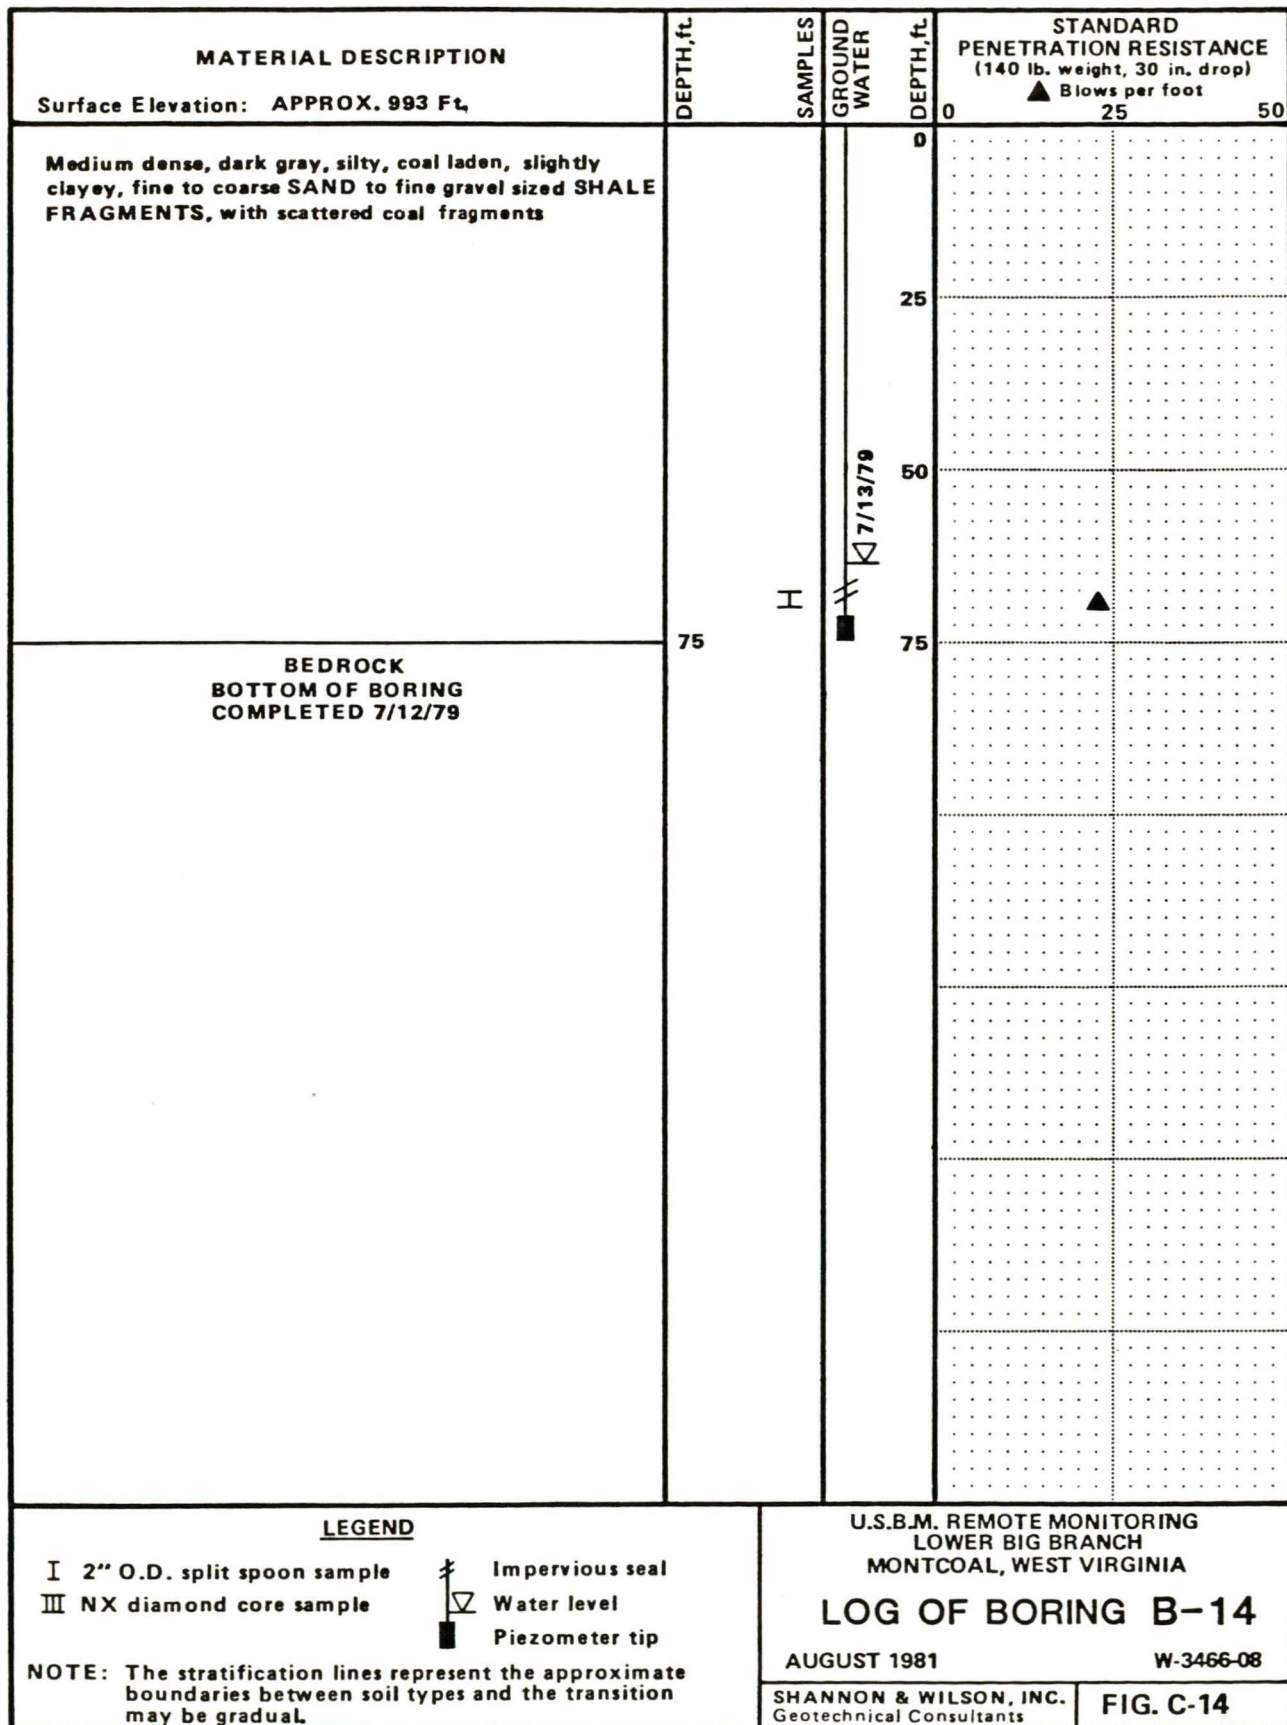 MATERIAL DESCRIPTION
Surface Elevation: APPROX. 993 Ft.
DEPTH, ft.
SAMPLES
GROUND
WATER
DEPTH, ft.
STANDARD
PENETRATION RESISTANCE
(140 lb. weight, 30 in. drop)
▲ Blows per foot
0 25 50
Medium dense, dark gray, silty, coal laden, slightly
clayey, fine to coarse SAND to fine gravel sized SHALE
FRAGMENTS, with scattered coal fragments
0
25
50
7/13/79
75
75
BEDROCK
BOTTOM OF BORING
COMPLETED 7/12/79
LEGEND
I 2" O.D. split spoon sample
III NX diamond core sample
Impervious seal
Water level
Piezometer tip
NOTE: The stratification lines represent the approximate
boundaries between soil types and the transition
may be gradual.
U.S.B.M. REMOTE MONITORING
LOWER BIG BRANCH
MONTCOAL, WEST VIRGINIA
LOG OF BORING B-14
AUGUST 1981 W-3466-08
SHANNON & WILSON, INC.
Geotechnical Consultants
FIG. C-14